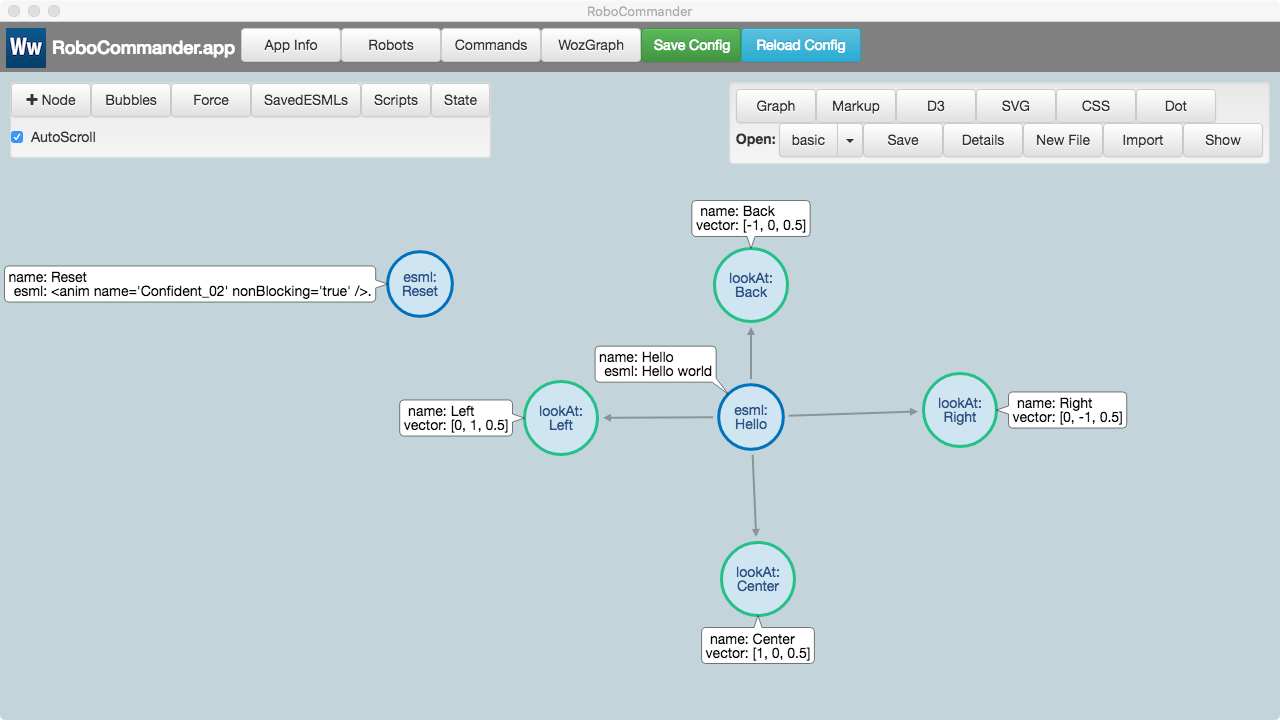 RoboCommander
Ww RoboCommander.app App Info Robots Commands WozGraph Save Config Reload Config
+ Node Bubbles Force SavedESMLs Scripts State
AutoScroll
Graph Markup D3 SVG CSS Dot
Open: basic Save Details New File Import Show
name: Back
vector: [-1, 0, 0.5]
lookAt:
Back
name: Reset
esml: <anim name='Confident_02' nonBlocking='true' />.
esml:
Reset
name: Hello
esml: Hello world
esml:
Hello
name: Left
vector: [0, 1, 0.5]
lookAt:
Left
lookAt:
Right
name: Right
vector: [0, -1, 0.5]
lookAt:
Center
name: Center
vector: [1, 0, 0.5]